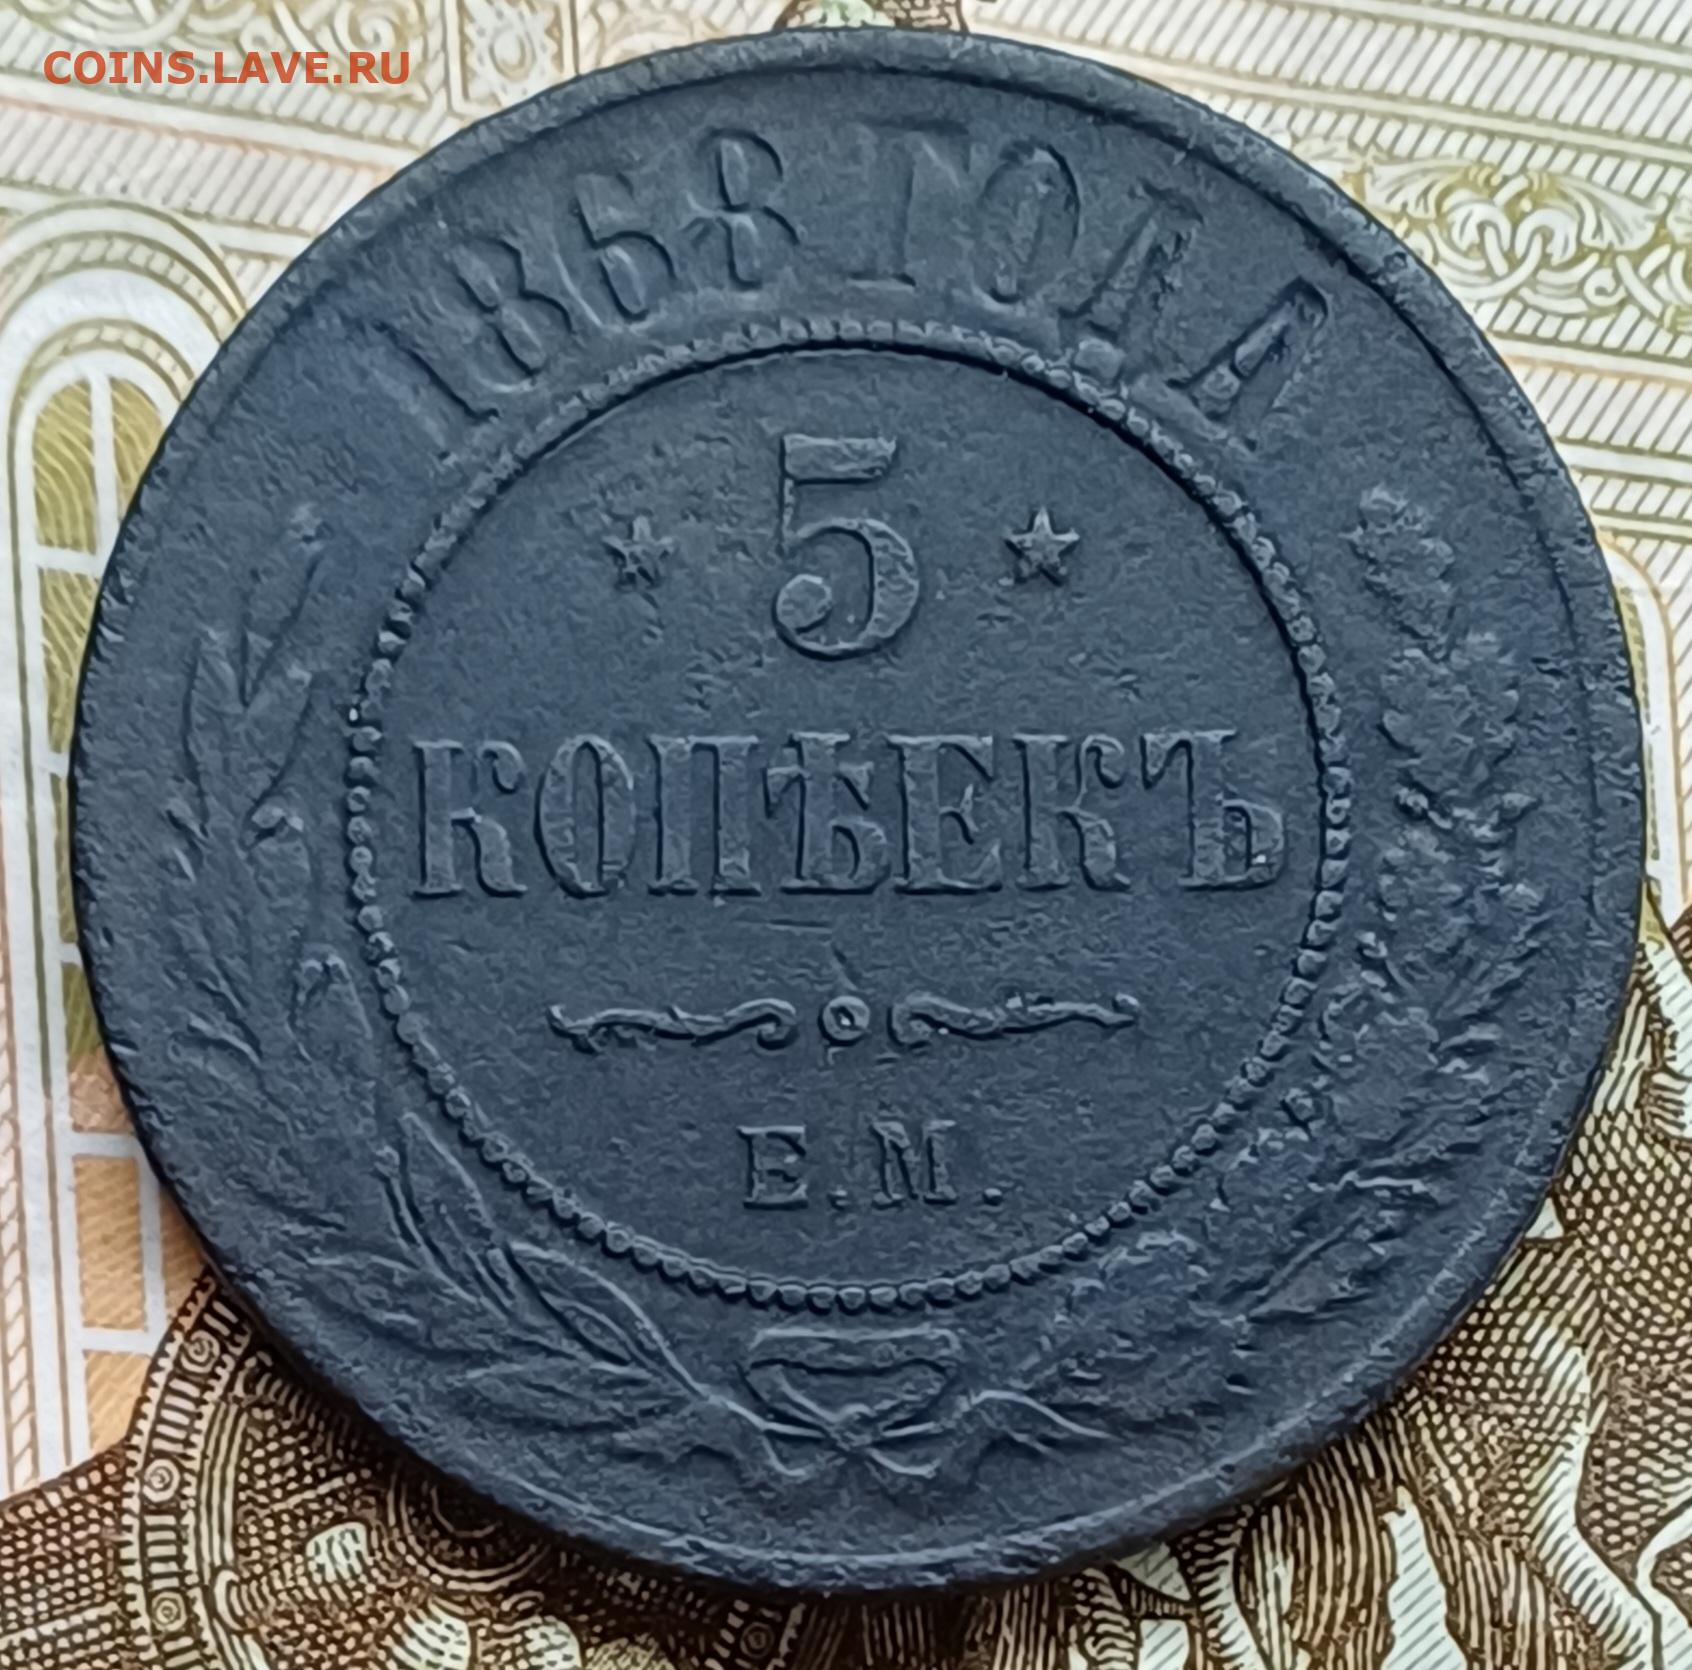 COINS.LAVE.RU
1868 ГОДА
5
КОПѢЕКЪ
Е.М.